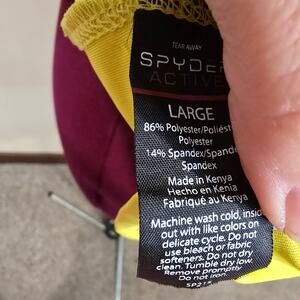 TEAR AWAY
SPYDER
ACTIVE
LARGE
86% Polyester/Poliést
Polyester
14% Spandex/Spand
Spandex
Made in Kenya
Hecho en Kenia
Fabriqué au Kenya
Machine wash cold, insid
out with like colors on
delicate cycle. Do not
use bleach or fabric
softeners. Do not dry
clean. Tumble dry low
Remove promptly
Do not iron.